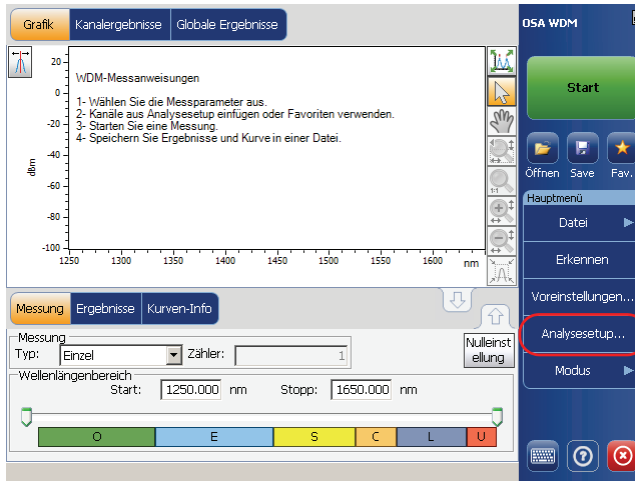 Grafik Kanalergebnisse Globale Ergebnisse
WDM-Messanweisungen
1- Wählen Sie die Messparameter aus.
2- Kanäle aus Analysesetup einfügen oder Favoriten verwenden.
3- Starten Sie eine Messung.
4- Speichern Sie Ergebnisse und Kurve in einer Datei.
20
0
-20
-40
-60
-80
-100
dBm
1250 1300 1350 1400 1450 1500 1550 1600 nm
1:1
Messung Ergebnisse Kurven-Info
Messung
Typ: Einzel Zähler: 1
Nulleinst
ellung
Wellenlängenbereich
Start: 1250.000 nm Stopp: 1650.000 nm
O E S C L U
OSA WDM
Start
Öffnen Save Fav.
Hauptmenü
Datei
Erkennen
Voreinstellungen...
Analysesetup...
Modus
?